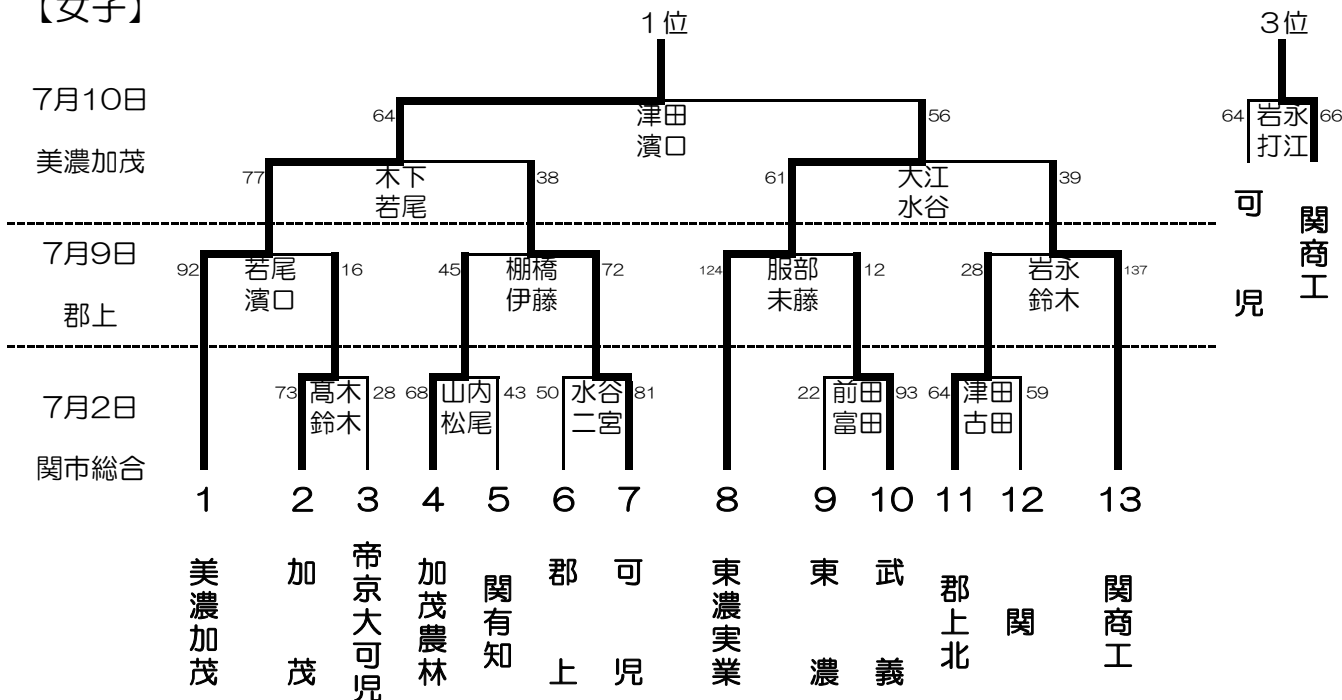 【女子】
1位
3位
7月10日
64
津田
56
64
岩永
66
濱口
打江
美濃加茂
77
木下
38
61
大江
39
若尾
水谷
可児
関商工
7月9日
92
若尾
16
45
棚橋
72
124
服部
12
28
岩永
137
濱口
伊藤
末藤
鈴木
郡上
7月2日
73
髙木
28
68
山内
43
50
水谷
81
22
前田
93
64
津田
59
鈴木
松尾
二宮
富田
古田
関市総合
1
2
3
4
5
6
7
8
9
10
11
12
13
美濃加茂
加茂
帝京大可児
加茂農林
関有知
郡上
可児
東濃実業
東濃
武義
郡上北
関
関商工